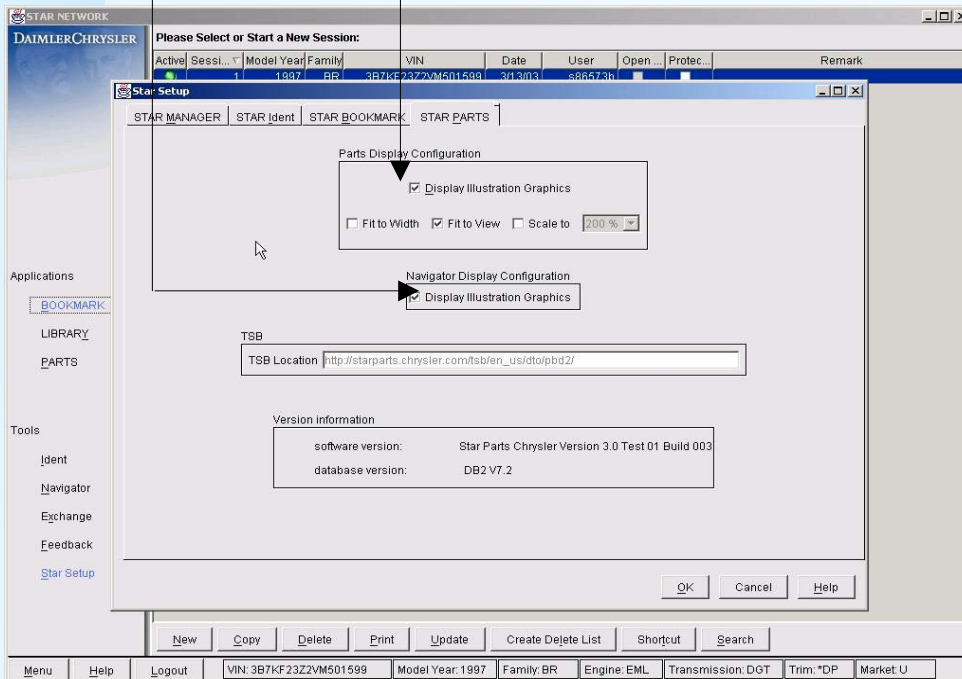 STAR NETWORK
DAIMLERCHRYSLER
Please Select or Start a New Session:
Active Sessi... Model Year Family VIN Date User Open ... Protec... Remark
1 1997 BR 3B7KF23Z2VM501599 3/13/03 s86573b
Star Setup
STAR MANAGER STAR Ident STAR BOOKMARK STAR PARTS
Parts Display Configuration
Display Illustration Graphics
Fit to Width Fit to View Scale to 200 %
Navigator Display Configuration
Display Illustration Graphics
TSB
TSB Location http://starparts.chrysler.com/tsb/en_us/dto/pbd2/
Version information
software version: Star Parts Chrysler Version 3.0 Test 01 Build 003
database version: DB2 V7.2
OK Cancel Help
Applications
BOOKMARK
LIBRARY
PARTS
Tools
Ident
Navigator
Exchange
Feedback
Star Setup
New Copy Delete Print Update Create Delete List Shortcut Search
Menu Help Logout VIN: 3B7KF23Z2VM501599 Model Year: 1997 Family: BR Engine: EML Transmission: DGT Trim: *DP Market: U